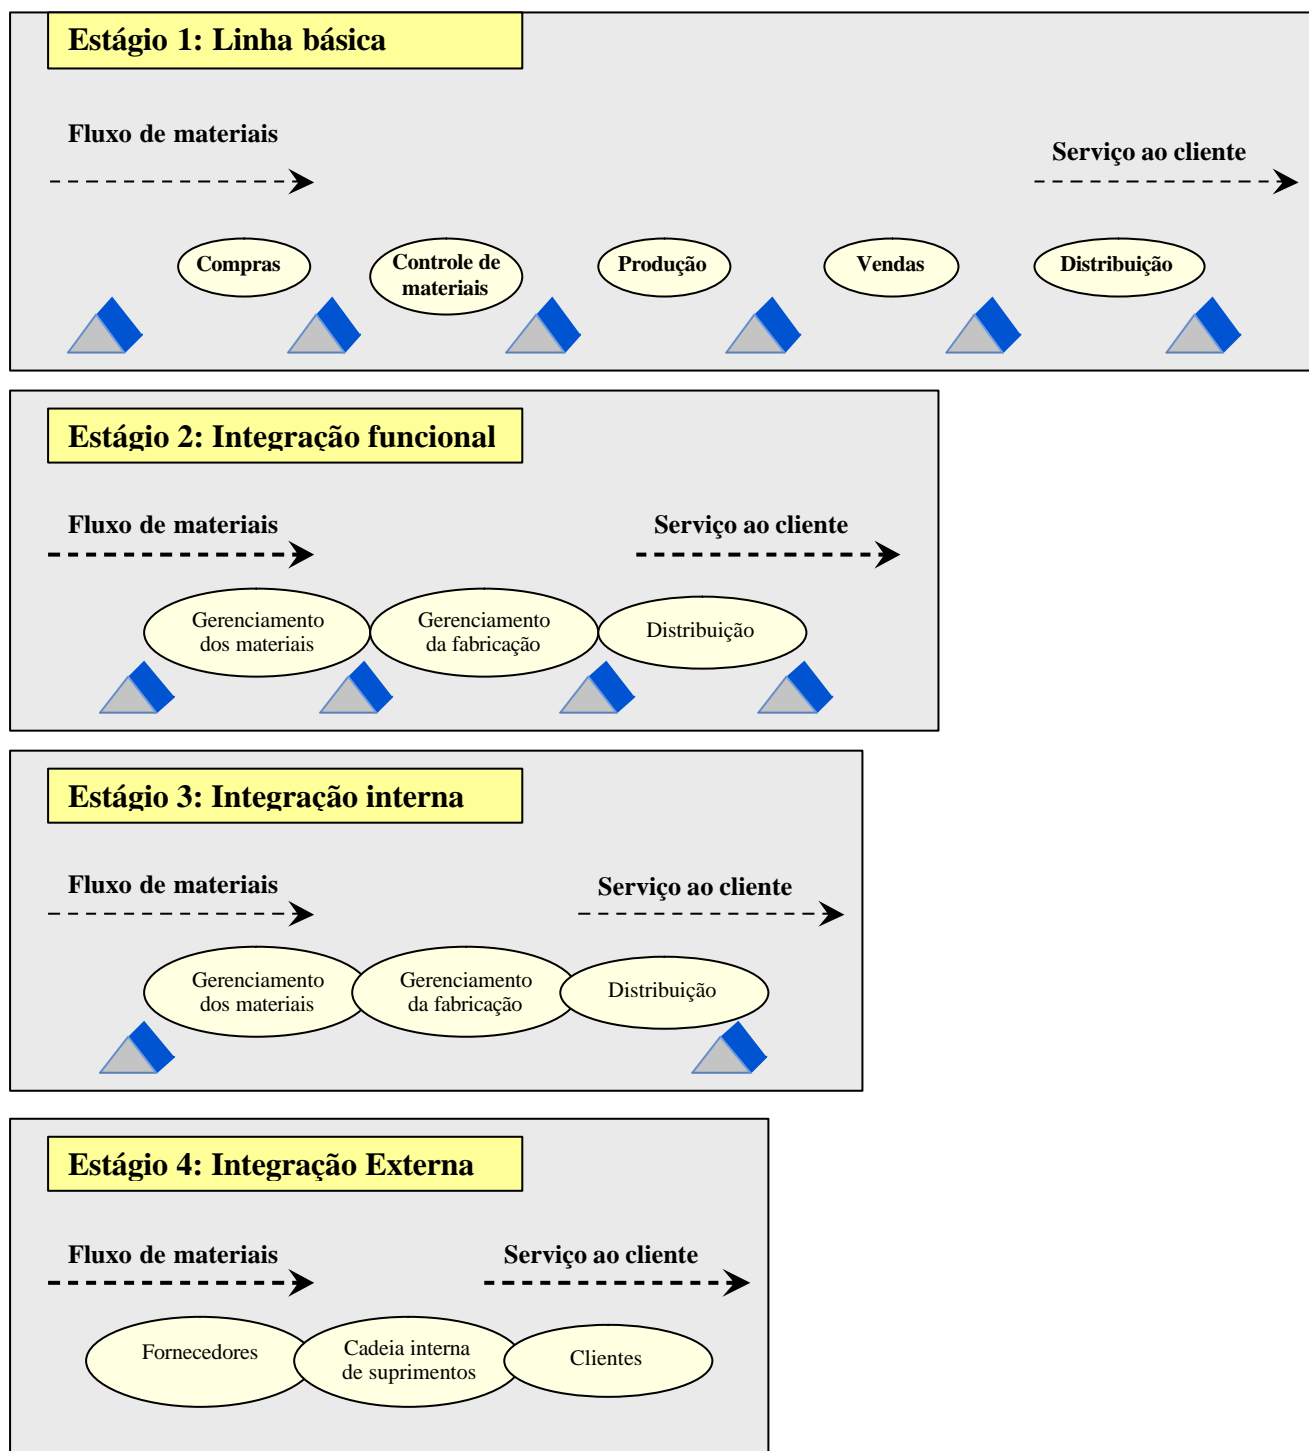 Estágio 1: Linha básica
Fluxo de materiais
Serviço ao cliente
Compras
Controle de
materiais
Produção
Vendas
Distribuição
Estágio 2: Integração funcional
Fluxo de materiais
Serviço ao cliente
Gerenciamento
dos materiais
Gerenciamento
da fabricação
Distribuição
Estágio 3: Integração interna
Fluxo de materiais
Serviço ao cliente
Gerenciamento
dos materiais
Gerenciamento
da fabricação
Distribuição
Estágio 4: Integração Externa
Fluxo de materiais
Serviço ao cliente
Fornecedores
Cadeia interna
de suprimentos
Clientes